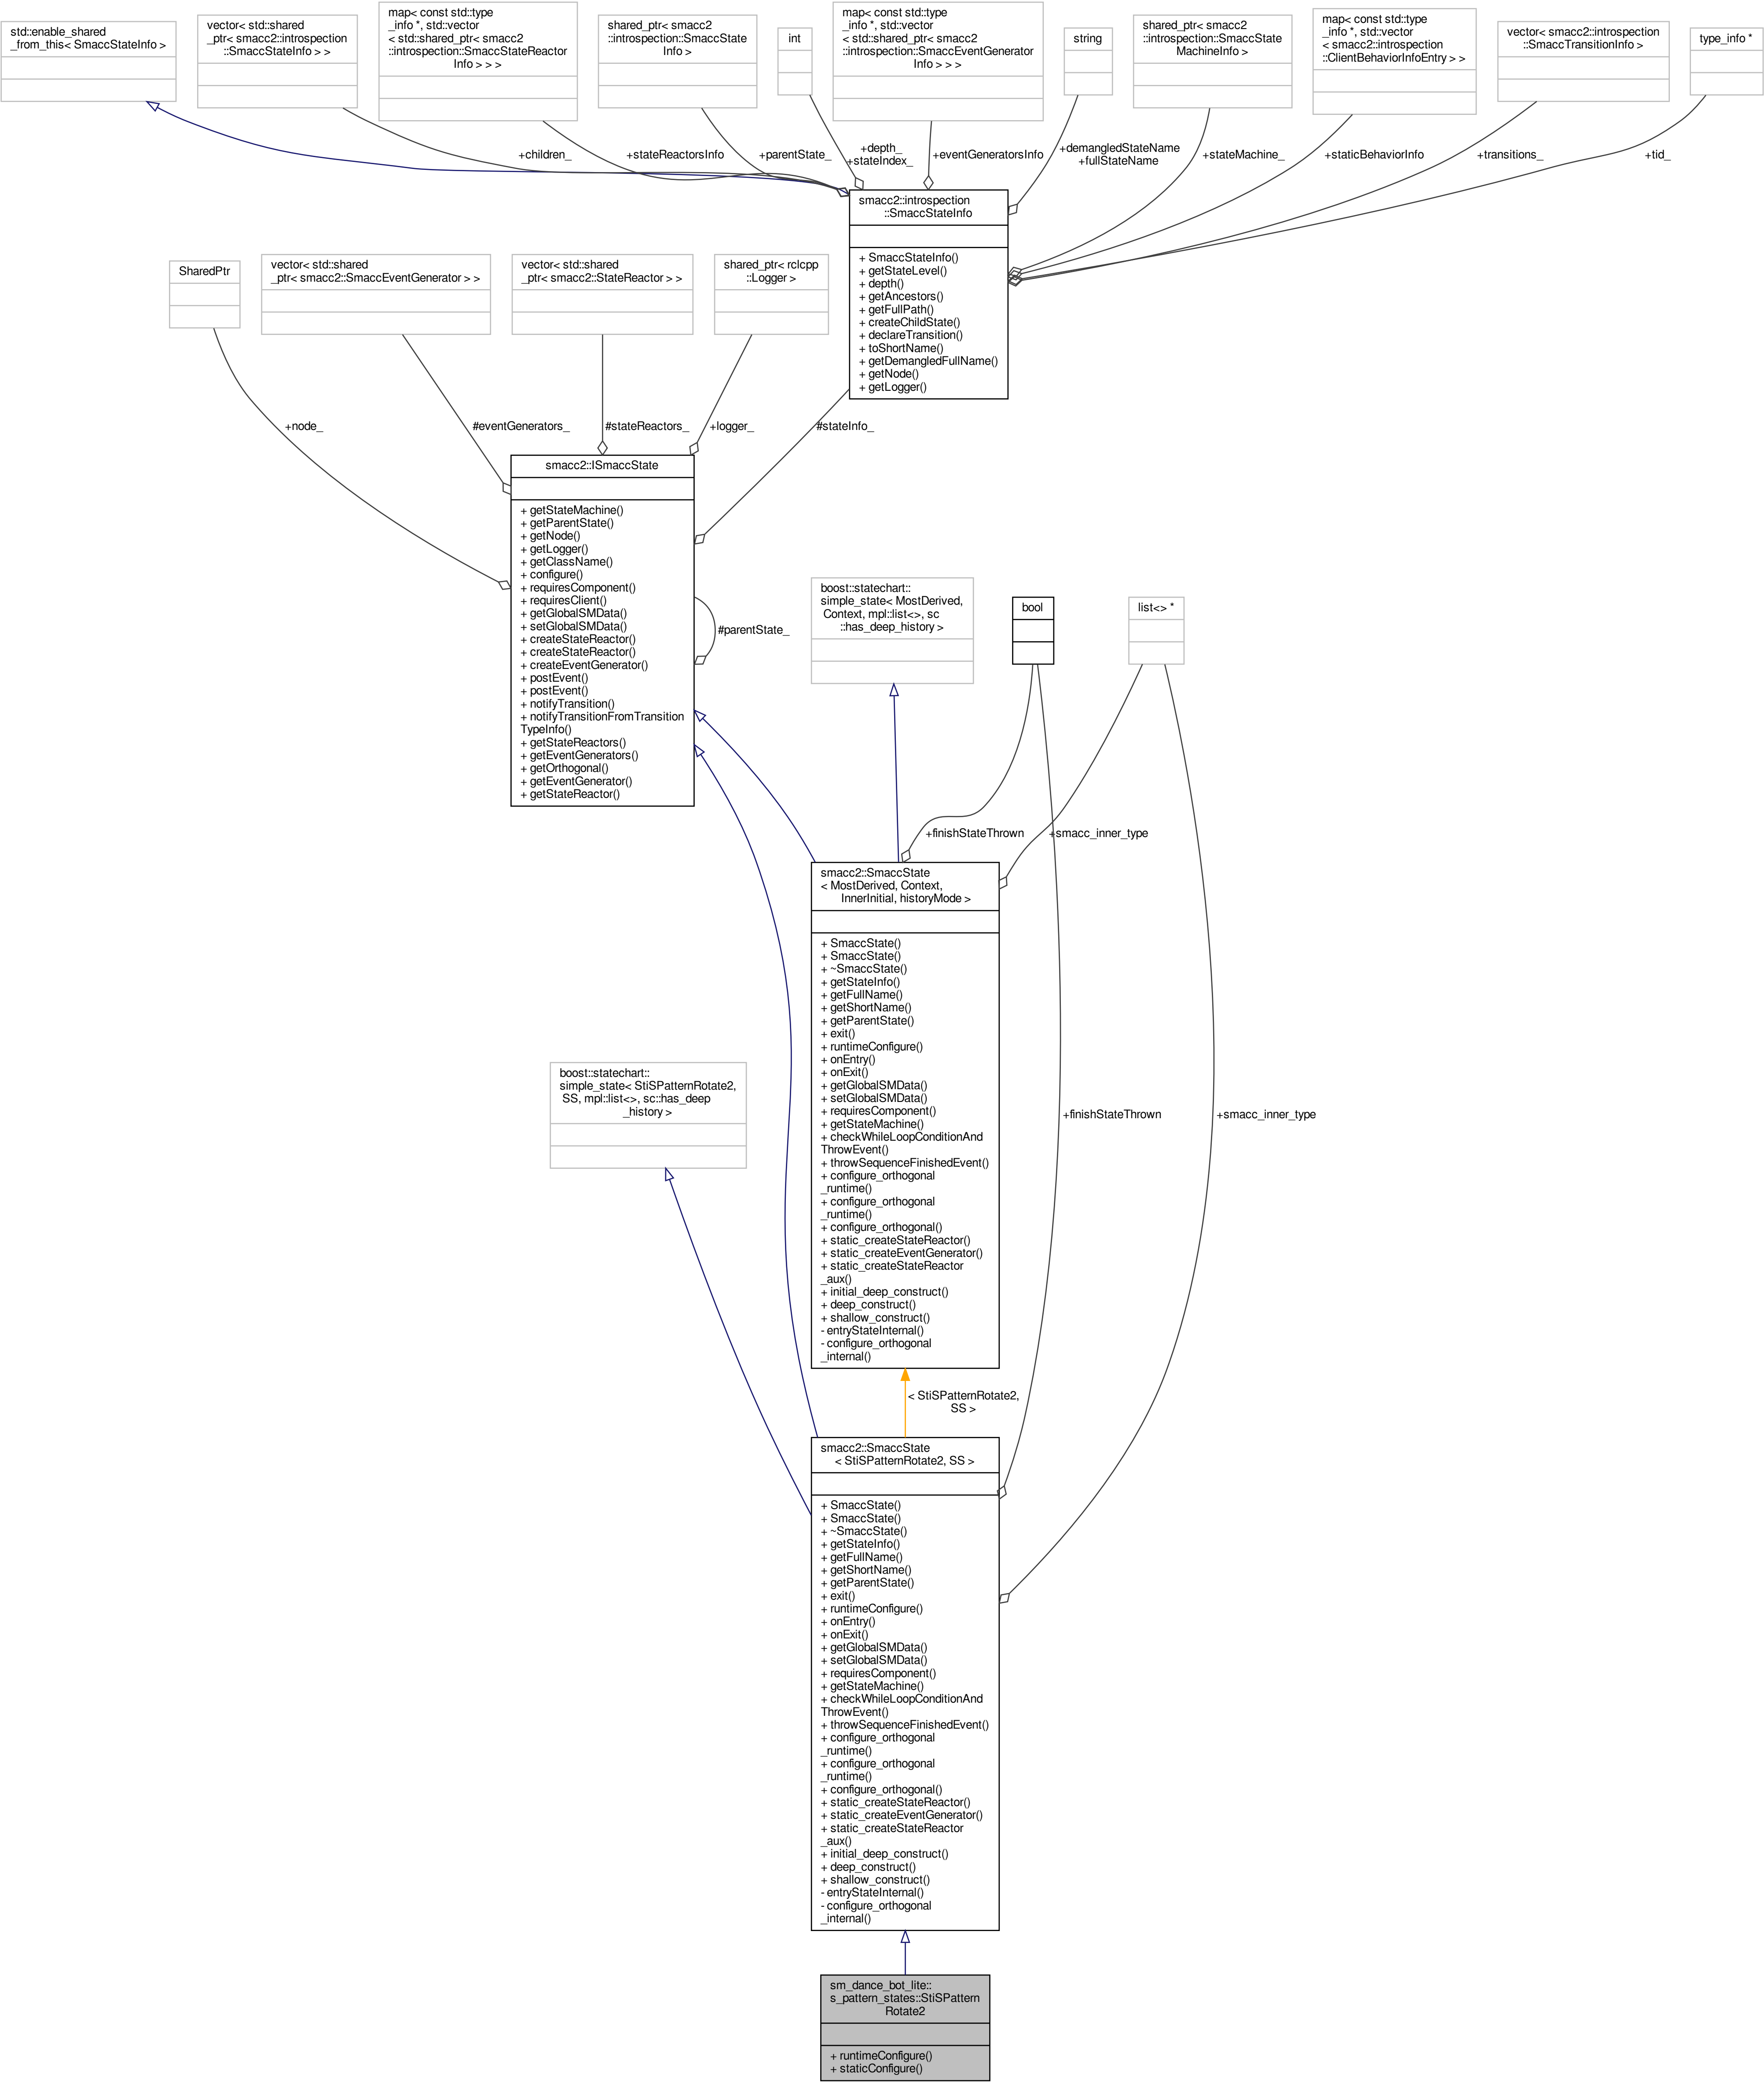 std::enable_shared
_from_this< SmaccStateInfo >
vector< std::shared
_ptr< smacc2::introspection
::SmaccStateInfo > >
map< const std::type
_info *, std::vector
< std::shared_ptr< smacc2
::introspection::SmaccStateReactor
Info > > >
shared_ptr< smacc2
::introspection::SmaccState
Info >
int
map< const std::type
_info *, std::vector
< std::shared_ptr< smacc2
::introspection::SmaccEventGenerator
Info > > >
string
shared_ptr< smacc2
::introspection::SmaccState
MachineInfo >
map< const std::type
_info *, std::vector
< smacc2::introspection
::ClientBehaviorInfoEntry > >
vector< smacc2::introspection
::SmaccTransitionInfo >
type_info *
+children_
+stateReactorsInfo
+parentState_
+depth_
+stateIndex_
+eventGeneratorsInfo
+demangledStateName
+fullStateName
+stateMachine_
+staticBehaviorInfo
+transitions_
+tid_
smacc2::introspection
::SmaccStateInfo
+ SmaccStateInfo()
+ getStateLevel()
+ depth()
+ getAncestors()
+ getFullPath()
+ createChildState()
+ declareTransition()
+ toShortName()
+ getDemangledFullName()
+ getNode()
+ getLogger()
SharedPtr
vector< std::shared
_ptr< smacc2::SmaccEventGenerator > >
vector< std::shared
_ptr< smacc2::StateReactor > >
shared_ptr< rclcpp
::Logger >
+node_
#eventGenerators_
#stateReactors_
+logger_
#stateInfo_
smacc2::ISmaccState
+ getStateMachine()
+ getParentState()
+ getNode()
+ getLogger()
+ getClassName()
+ configure()
+ requiresComponent()
+ requiresClient()
+ getGlobalSMData()
+ setGlobalSMData()
+ createStateReactor()
+ createStateReactor()
+ createEventGenerator()
+ postEvent()
+ postEvent()
+ notifyTransition()
+ notifyTransitionFromTransition
TypeInfo()
+ getStateReactors()
+ getEventGenerators()
+ getOrthogonal()
+ getEventGenerator()
+ getStateReactor()
#parentState_
boost::statechart::
simple_state< MostDerived,
Context, mpl::list<>, sc
::has_deep_history >
bool
list<> *
+finishStateThrown
+smacc_inner_type
smacc2::SmaccState
< MostDerived, Context,
InnerInitial, historyMode >
+ SmaccState()
+ SmaccState()
+ ~SmaccState()
+ getStateInfo()
+ getFullName()
+ getShortName()
+ getParentState()
+ exit()
+ runtimeConfigure()
+ onEntry()
+ onExit()
+ getGlobalSMData()
+ setGlobalSMData()
+ requiresComponent()
+ getStateMachine()
+ checkWhileLoopConditionAnd
ThrowEvent()
+ throwSequenceFinishedEvent()
+ configure_orthogonal
_runtime()
+ configure_orthogonal
_runtime()
+ configure_orthogonal()
+ static_createStateReactor()
+ static_createEventGenerator()
+ static_createStateReactor
_aux()
+ initial_deep_construct()
+ deep_construct()
+ shallow_construct()
- entryStateInternal()
- configure_orthogonal
_internal()
boost::statechart::
simple_state< StiSPatternRotate2,
SS, mpl::list<>, sc::has_deep
_history >
+finishStateThrown
+smacc_inner_type
< StiSPatternRotate2,
SS >
smacc2::SmaccState
< StiSPatternRotate2, SS >
+ SmaccState()
+ SmaccState()
+ ~SmaccState()
+ getStateInfo()
+ getFullName()
+ getShortName()
+ getParentState()
+ exit()
+ runtimeConfigure()
+ onEntry()
+ onExit()
+ getGlobalSMData()
+ setGlobalSMData()
+ requiresComponent()
+ getStateMachine()
+ checkWhileLoopConditionAnd
ThrowEvent()
+ throwSequenceFinishedEvent()
+ configure_orthogonal
_runtime()
+ configure_orthogonal
_runtime()
+ configure_orthogonal()
+ static_createStateReactor()
+ static_createEventGenerator()
+ static_createStateReactor
_aux()
+ initial_deep_construct()
+ deep_construct()
+ shallow_construct()
- entryStateInternal()
- configure_orthogonal
_internal()
sm_dance_bot_lite::
s_pattern_states::StiSPattern
Rotate2
+ runtimeConfigure()
+ staticConfigure()